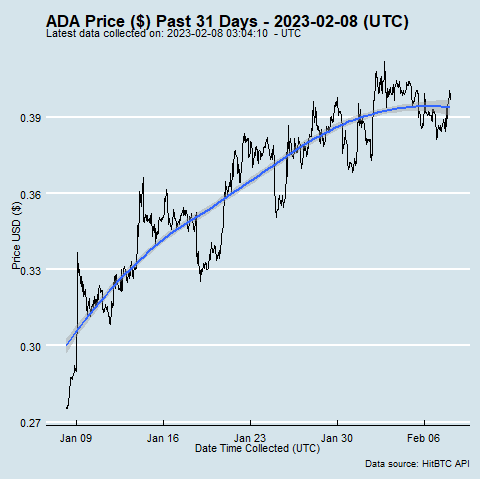 ADA Price ($) Past 31 Days - 2023-02-08 (UTC)
Latest data collected on: 2023-02-08 03:04:10 - UTC
Price USD ($)
0.39
0.36
0.33
0.30
0.27
Jan 09 Jan 16 Jan 23 Jan 30 Feb 06
Date Time Collected (UTC)
Data source: HitBTC API